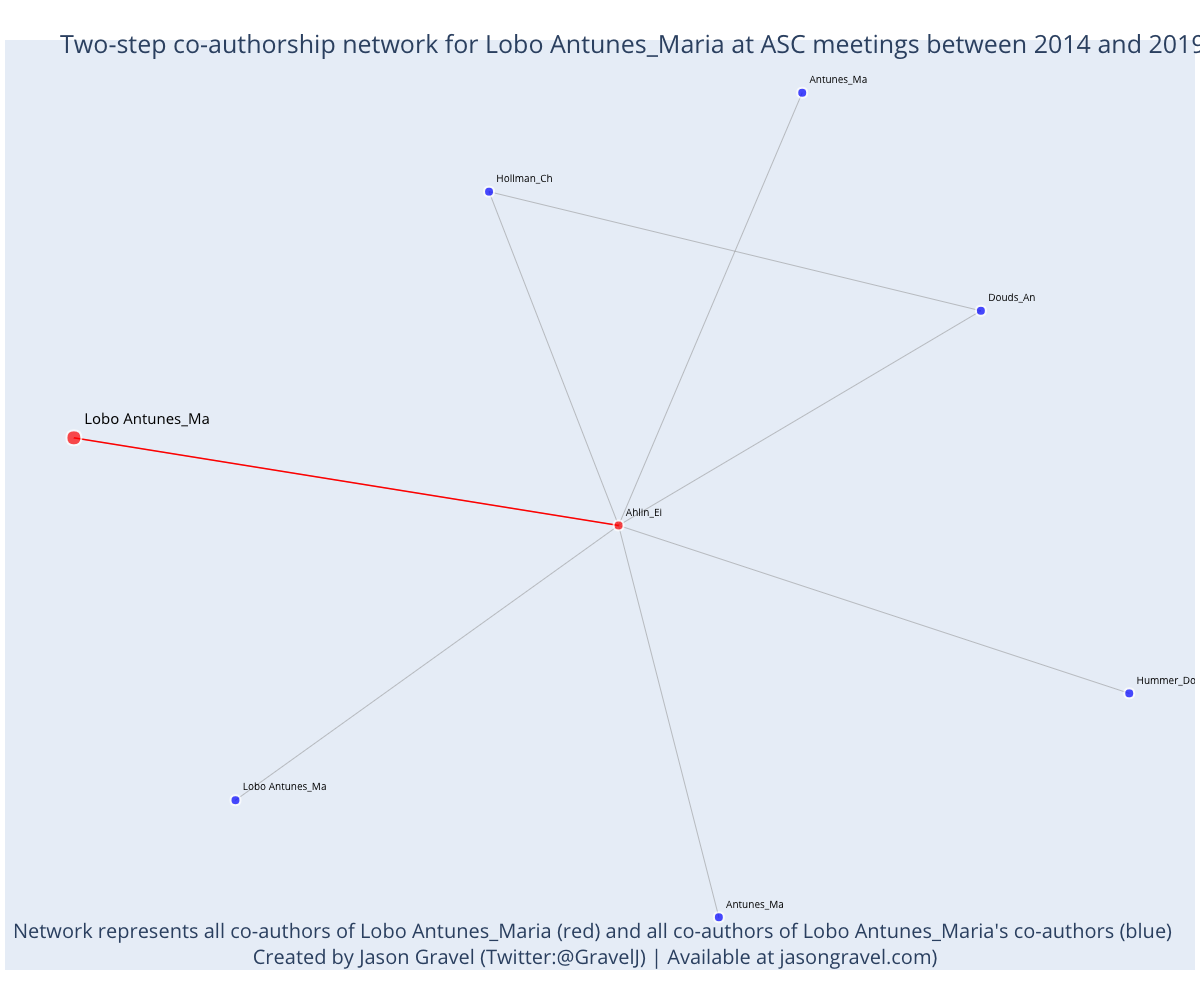 Two-step co-authorship network for Lobo Antunes_Maria at ASC meetings between 2014 and 2019
Antunes_Ma
Hollman_Ch
Douds_An
Lobo Antunes_Ma
Ahlin_Ei
Hummer_Do
Lobo Antunes_Ma
Antunes_Ma
Network represents all co-authors of Lobo Antunes_Maria (red) and all co-authors of Lobo Antunes_Maria's co-authors (blue)
Created by Jason Gravel (Twitter:@GravelJ) | Available at jasongravel.com)